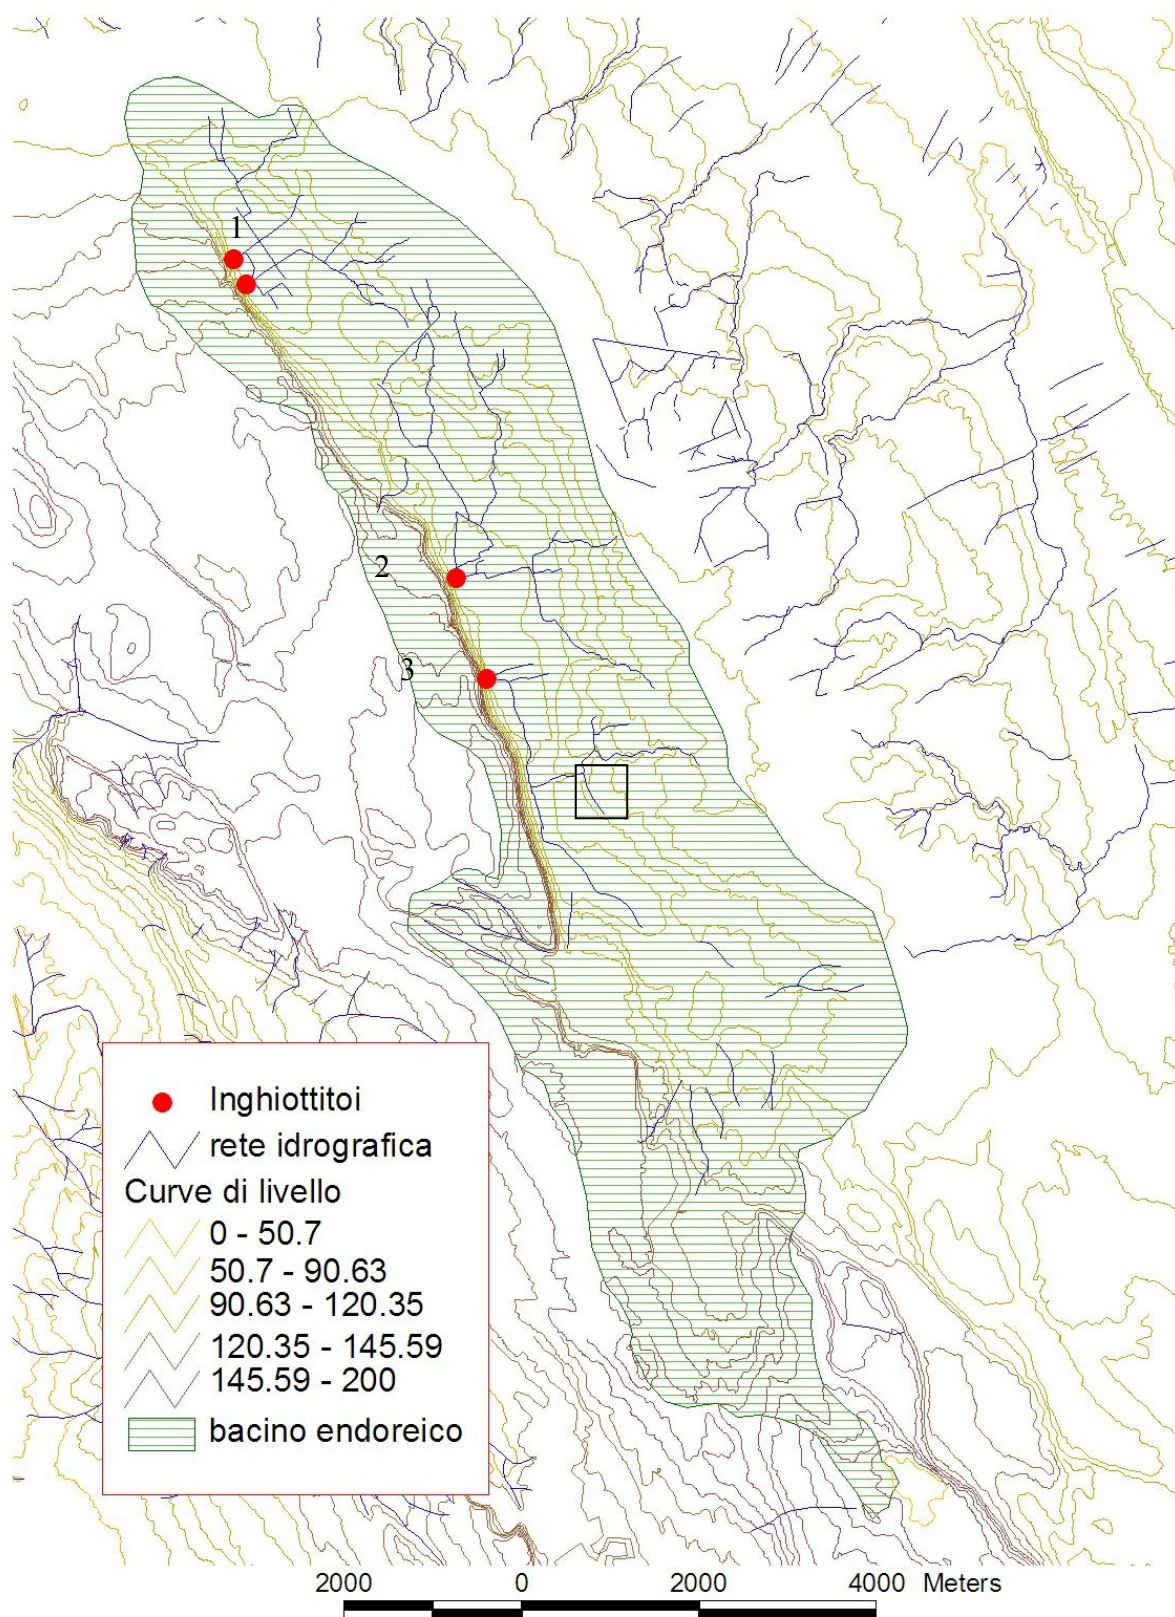 1
2
3
Inghiottitoi
rete idrografica
Curve di livello
0 - 50.7
50.7 - 90.63
90.63 - 120.35
120.35 - 145.59
145.59 - 200
bacino endoreico
2000 0 2000 4000 Meters